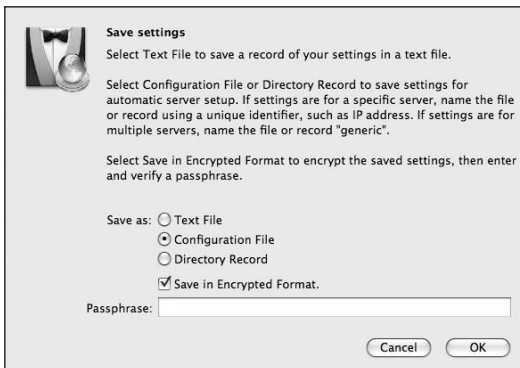 Save settings
Select Text File to save a record of your settings in a text file.
Select Configuration File or Directory Record to save settings for
automatic server setup. If settings are for a specific server, name the file
or record using a unique identifier, such as IP address. If settings are for
multiple servers, name the file or record "generic".
Select Save in Encrypted Format to encrypt the saved settings, then enter
and verify a passphrase.
Save as: Text File
Configuration File
Directory Record
Save in Encrypted Format.
Passphrase:
Cancel OK